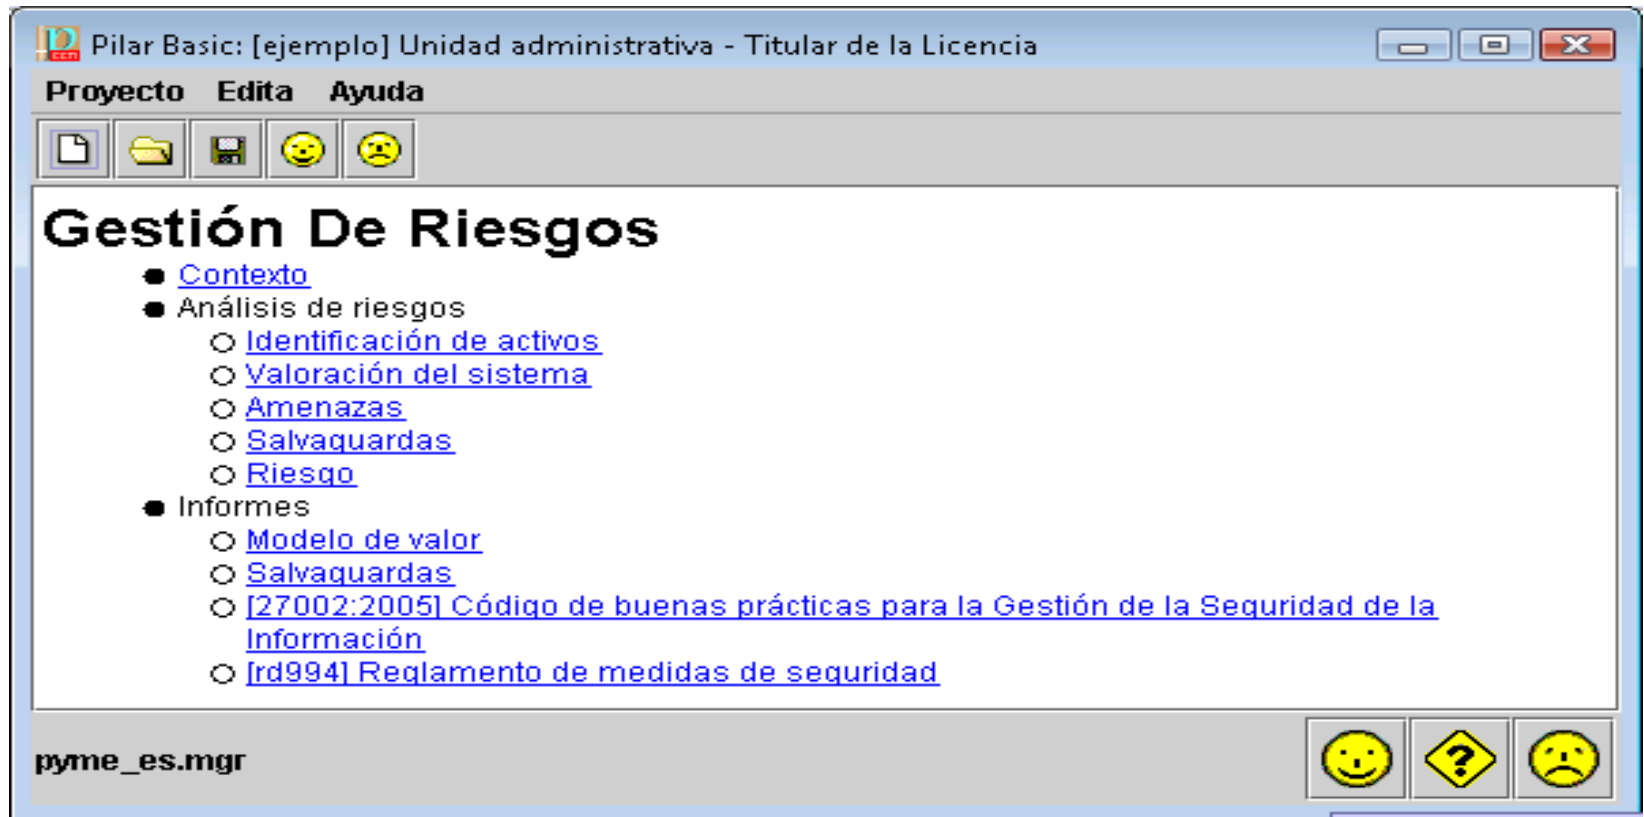 Pilar Basic: [ejemplo] Unidad administrativa - Titular de la Licencia
Proyecto Edita Ayuda
Gestión De Riesgos
Contexto
Análisis de riesgos
Identificación de activos
Valoración del sistema
Amenazas
Salvaguardas
Riesgo
Informes
Modelo de valor
Salvaguardas
[27002:2005] Código de buenas prácticas para la Gestión de la Seguridad de la
Información
[rd994] Reglamento de medidas de seguridad
pyme_es.mgr